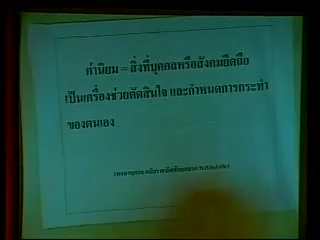 ค่านิยม = สิ่งที่บุคคลหรือสังคมยึดถือ
เป็นเครื่องช่วยตัดสินใจ และกำหนดการกระทำ
ของตนเอง